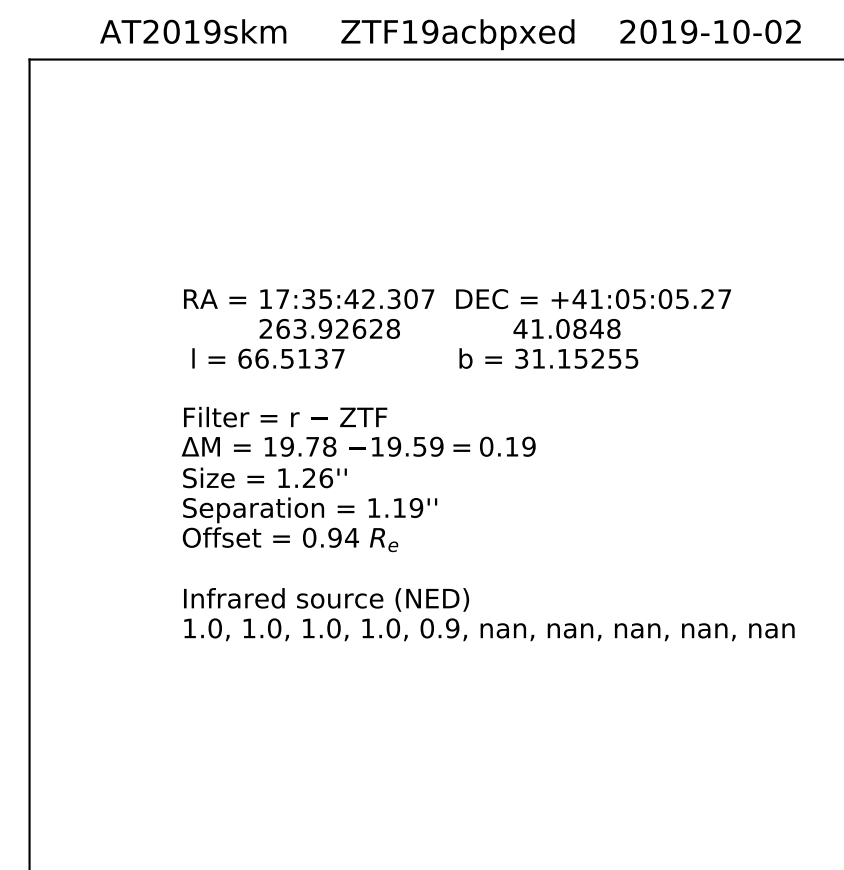 AT2019skm ZTF19acbpxed 2019-10-02
RA = 17:35:42.307 DEC = +41:05:05.27
263.92628 41.0848
l = 66.5137 b = 31.15255
Filter = r − ZTF
ΔM = 19.78 −19.59 = 0.19
Size = 1.26''
Separation = 1.19''
Offset = 0.94 Re
Infrared source (NED)
1.0, 1.0, 1.0, 1.0, 0.9, nan, nan, nan, nan, nan